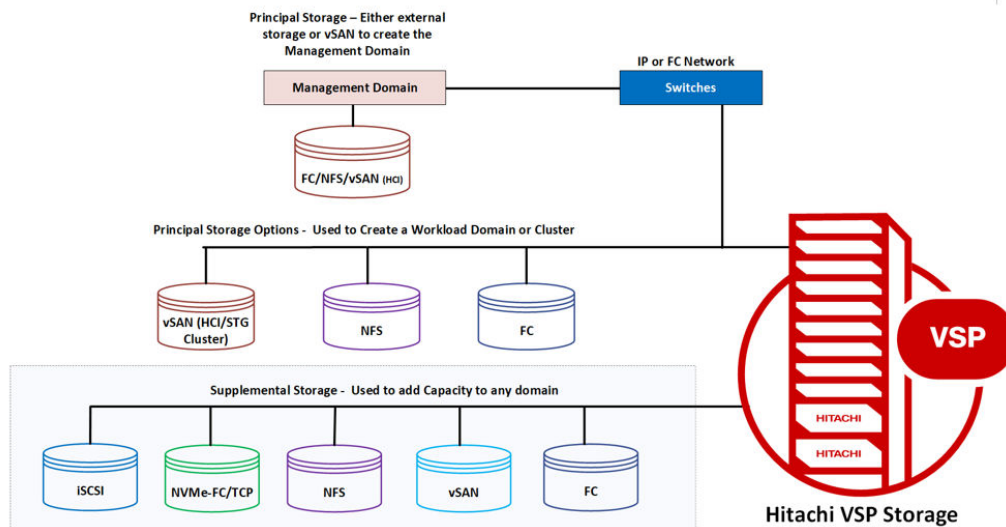 Principal Storage – Either external
storage or vSAN to create the
Management Domain
IP or FC Network
Management Domain
Switches
FC/NFS/vSAN (HCI)
Principal Storage Options - Used to Create a Workload Domain or Cluster
vSAN (HCI/STG
Cluster)
NFS
FC
VSP
Supplemental Storage - Used to add Capacity to any domain
HITACHI
HITACHI
iSCSI
NVMe-FC/TCP
NFS
vSAN
FC
Hitachi VSP Storage